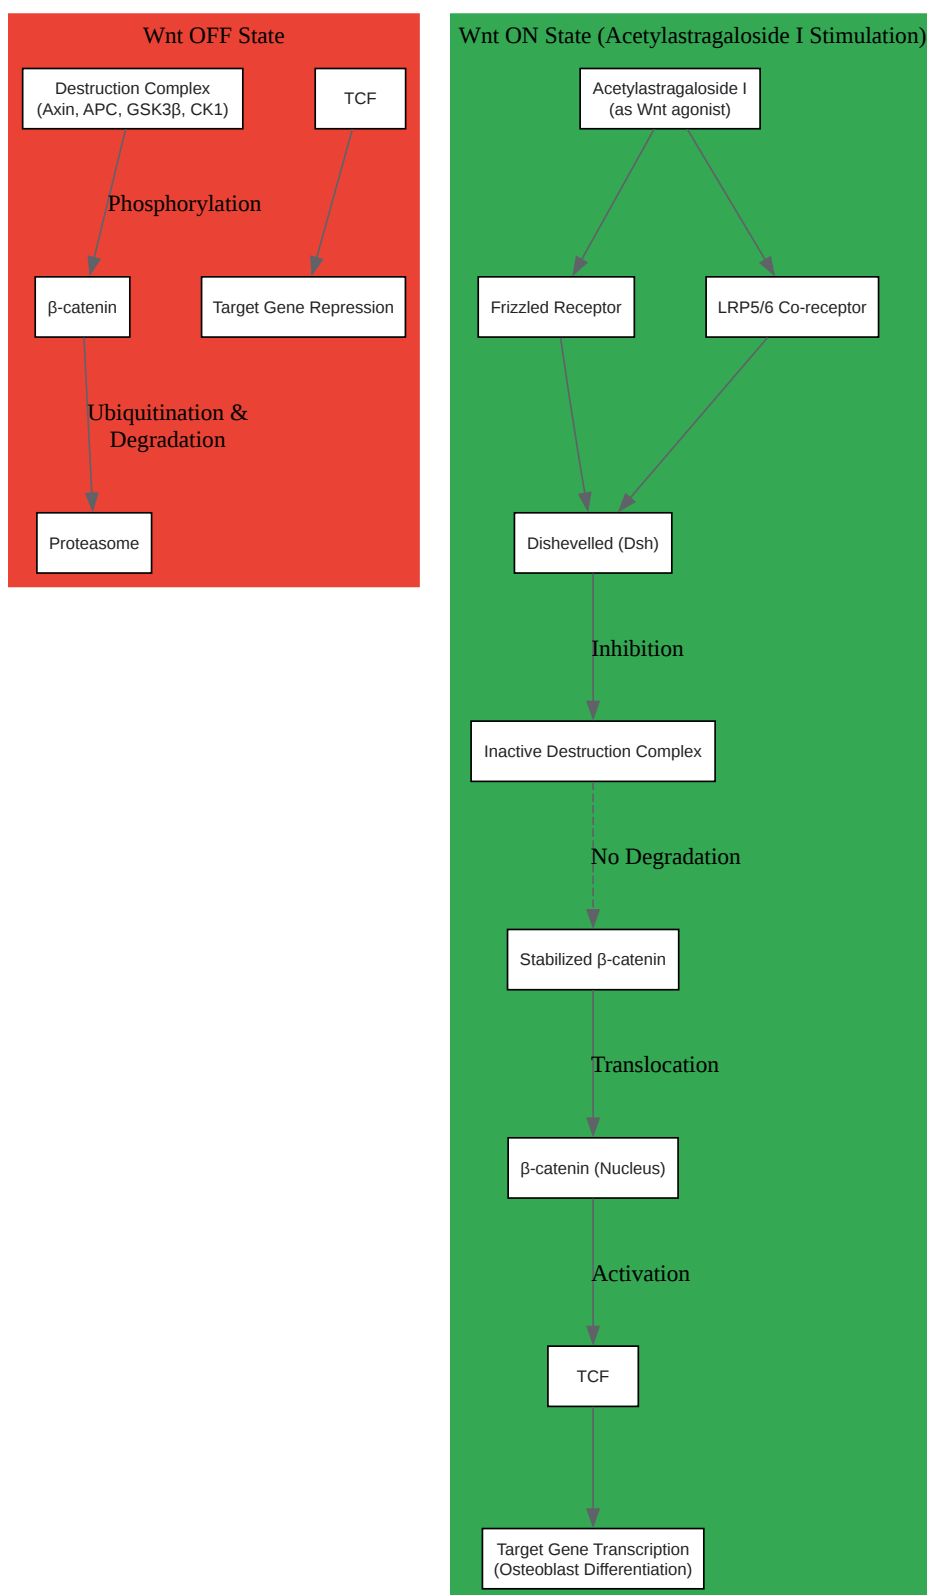 Wnt OFF State
Destruction Complex
(Axin, APC, GSK3β, CK1)
TCF
Phosphorylation
β-catenin
Target Gene Repression
Ubiquitination &
Degradation
Proteasome
Wnt ON State (Acetylastragaloside I Stimulation)
Acetylastragaloside I
(as Wnt agonist)
Frizzled Receptor
LRP5/6 Co-receptor
Dishevelled (Dsh)
Inhibition
Inactive Destruction Complex
No Degradation
Stabilized β-catenin
Translocation
β-catenin (Nucleus)
Activation
TCF
Target Gene Transcription
(Osteoblast Differentiation)